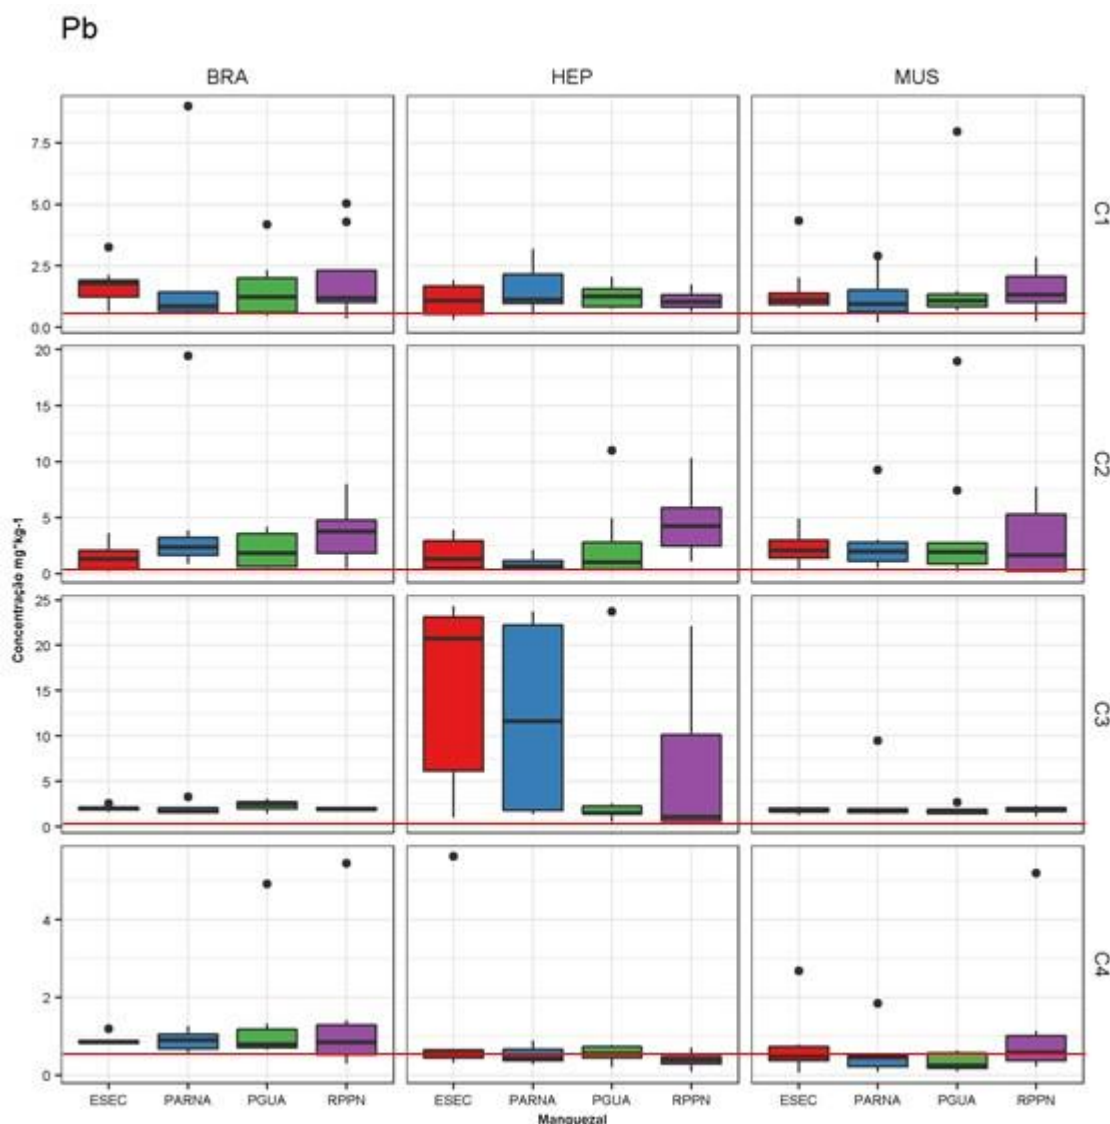 Pb
BRA HEP MUS
7.5
5.0
2.5
0.0
C1
20
15
10
5
0
C2
Concentração mg*kg-1
25
20
15
10
5
0
C3
4
2
0
C4
ESEC PARNA PGUA RPPN ESEC PARNA PGUA RPPN ESEC PARNA PGUA RPPN
Manguezal